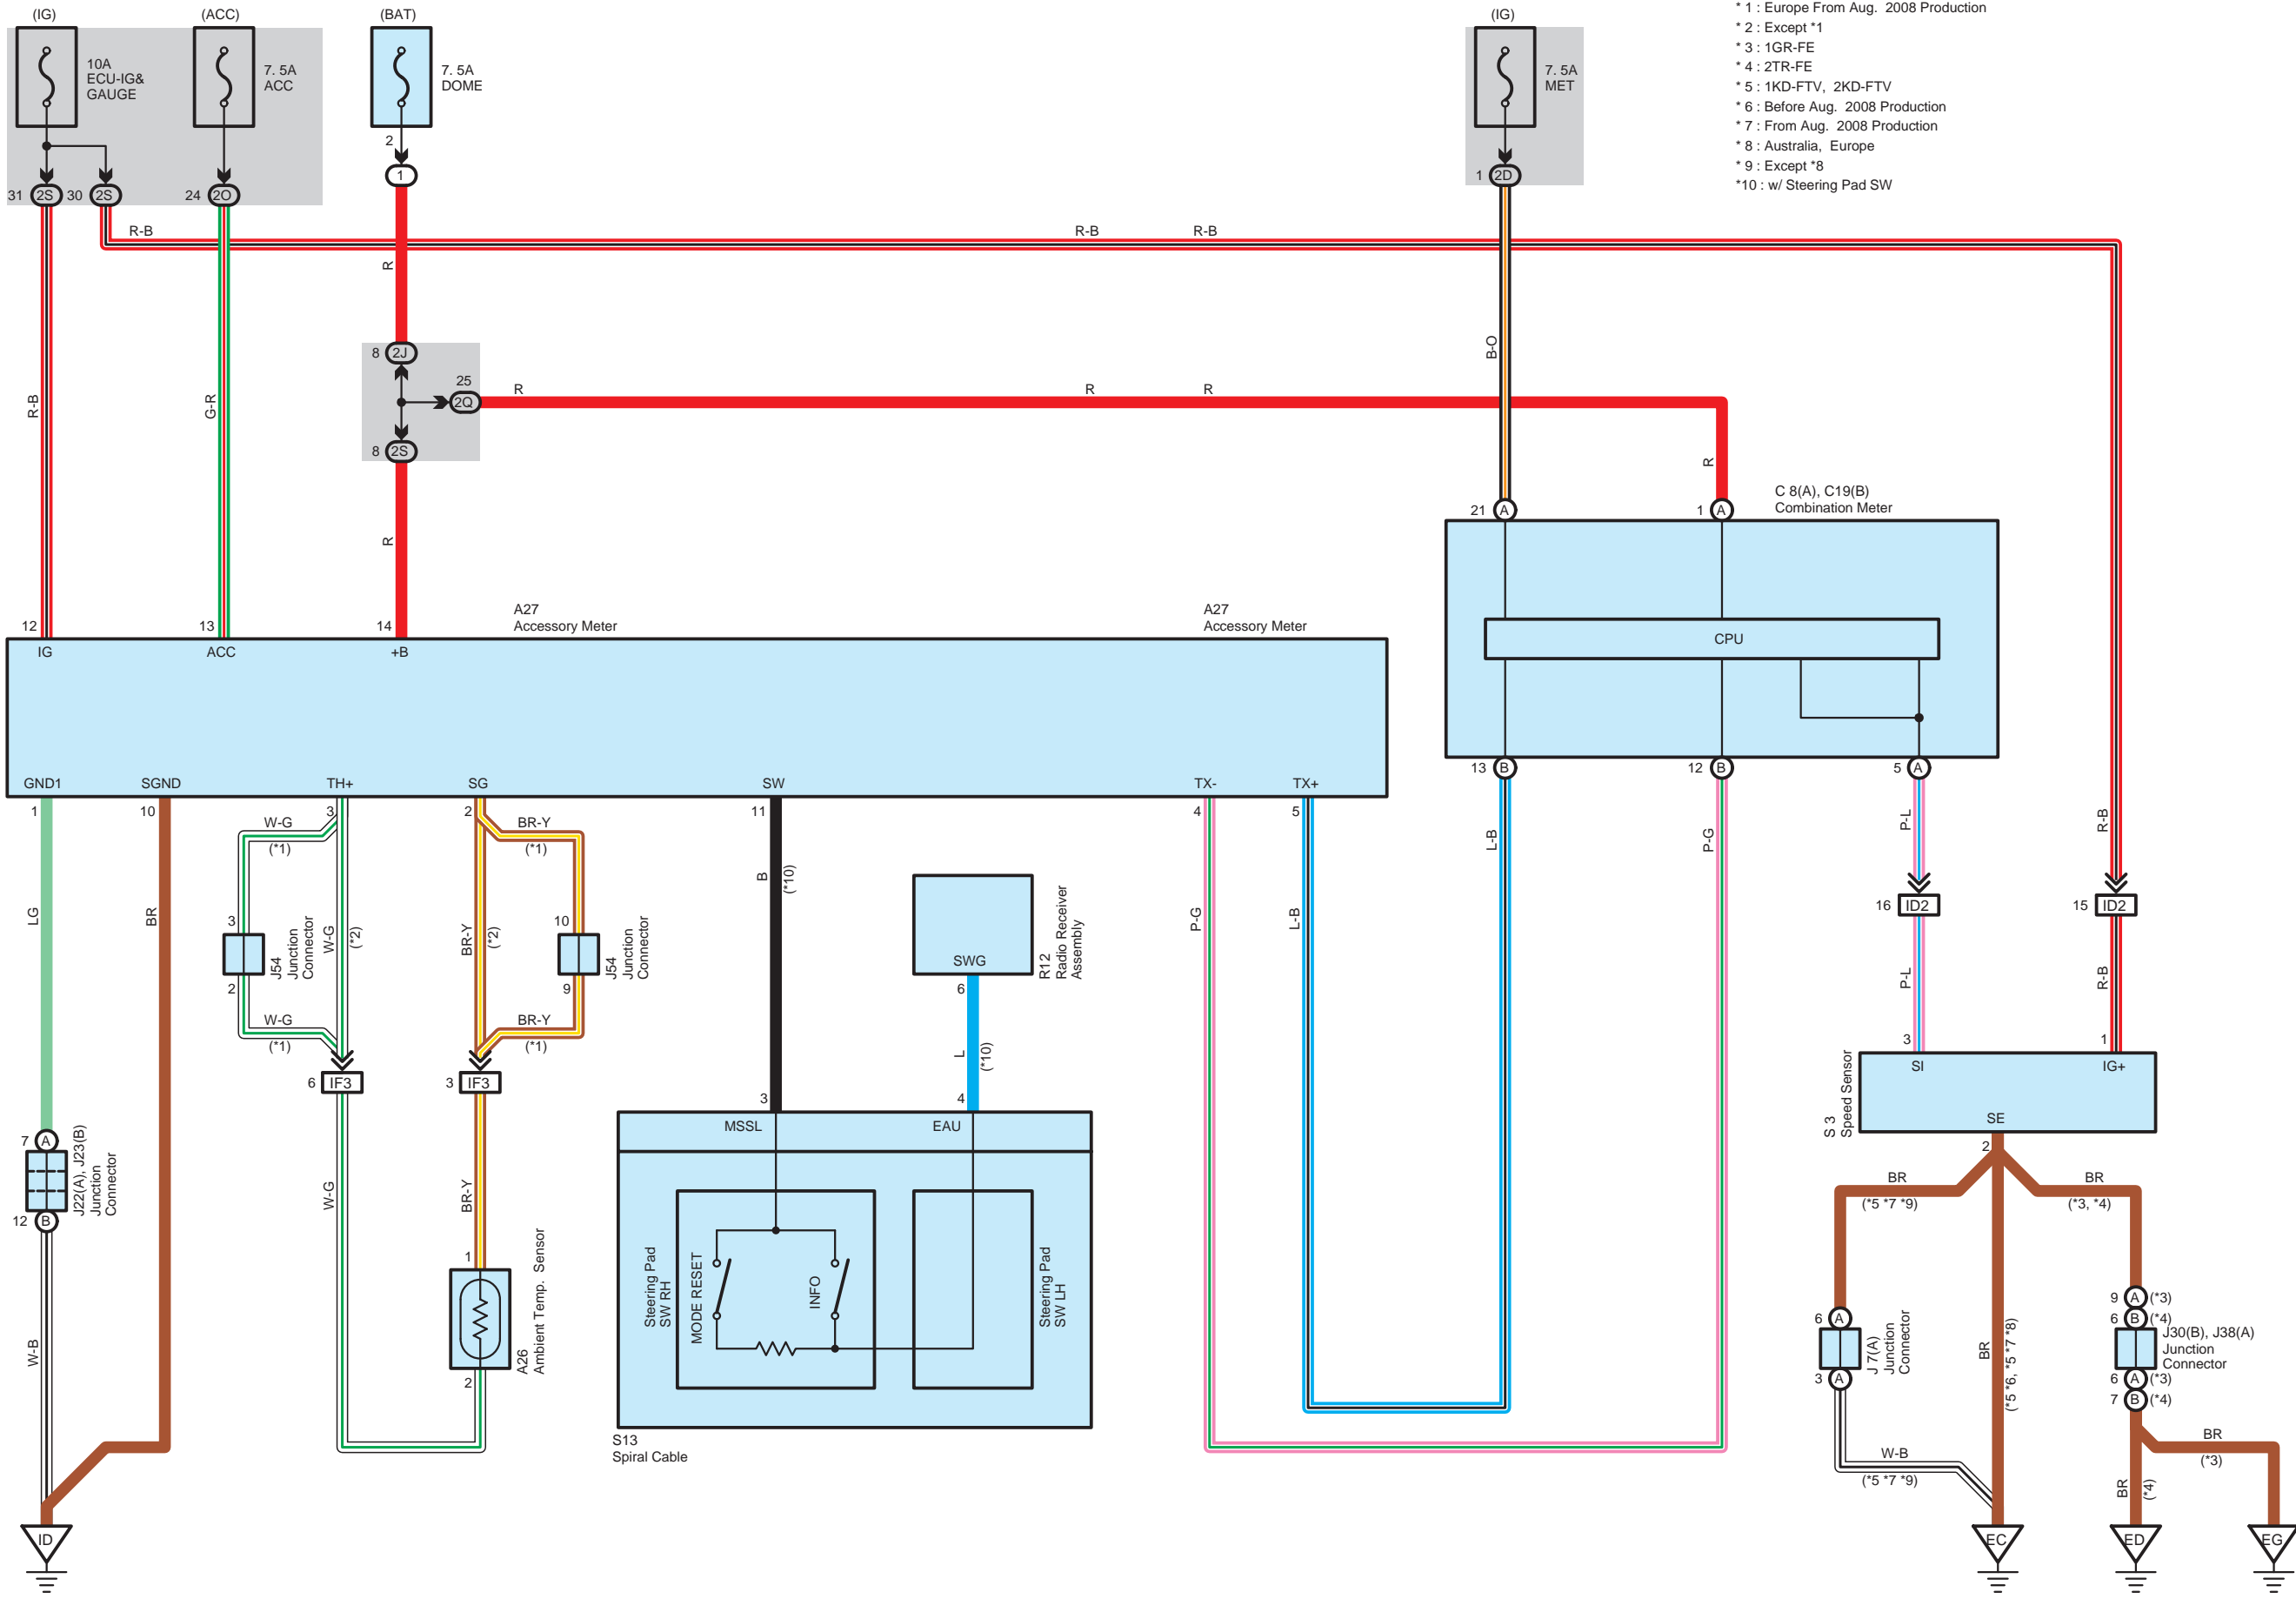 (IG)
(ACC)
(BAT)
(IG)
* 1 : Europe From Aug. 2008 Production
* 2 : Except *1
* 3 : 1GR-FE
* 4 : 2TR-FE
* 5 : 1KD-FTV, 2KD-FTV
* 6 : Before Aug. 2008 Production
* 7 : From Aug. 2008 Production
* 8 : Australia, Europe
* 9 : Except *8
*10 : w/ Steering Pad SW
10A
ECU-IG&
GAUGE
7. 5A
ACC
7. 5A
DOME
7. 5A
MET
2
1
31 2S 30 2S
24 2O
1 2D
R-B
R-B
R-B
R
8 2J
25
2Q
8 2S
R
R
R
R-B
G-R
B-O
R
R
C 8(A), C19(B)
Combination Meter
21 A
1 A
CPU
A27
Accessory Meter
A27
Accessory Meter
12
13
14
IG
ACC
+B
GND1
SGND
TH+
SG
SW
TX-
TX+
13 B
12 B
5 A
1
10
3
2
11
4
5
W-G
(*1)
BR-Y
(*1)
B
(*10)
L-B
P-G
P-L
R-B
LG
BR
3
J54
Junction
Connector
2
W-G
(*2)
BR-Y
(*2)
10
J54
Junction
Connector
9
SWG
6
R12
Radio Receiver
Assembly
P-G
L-B
16 ID2
15 ID2
P-L
R-B
W-G
(*1)
BR-Y
(*1)
L
(*10)
6 IF3
3 IF3
3
4
MSSL
EAU
3
1
SI
IG+
SE
2
S 3
Speed Sensor
7 A
J22(A), J23(B)
Junction
Connector
12 B
W-G
BR-Y
1
A26
Ambient Temp. Sensor
2
Steering Pad
SW RH
MODE RESET
INFO
Steering Pad
SW LH
S13
Spiral Cable
BR
(*5 *7 *9)
BR
(*3, *4)
6 A
J 7(A)
Junction
Connector
3 A
BR
(*5 *6, *5 *7 *8)
9 A (*3)
6 B (*4)
J30(B), J38(A)
Junction
Connector
6 A (*3)
7 B (*4)
W-B
W-B
(*5 *7 *9)
BR
(*3)
BR
(*4)
ID
EC
ED
EG